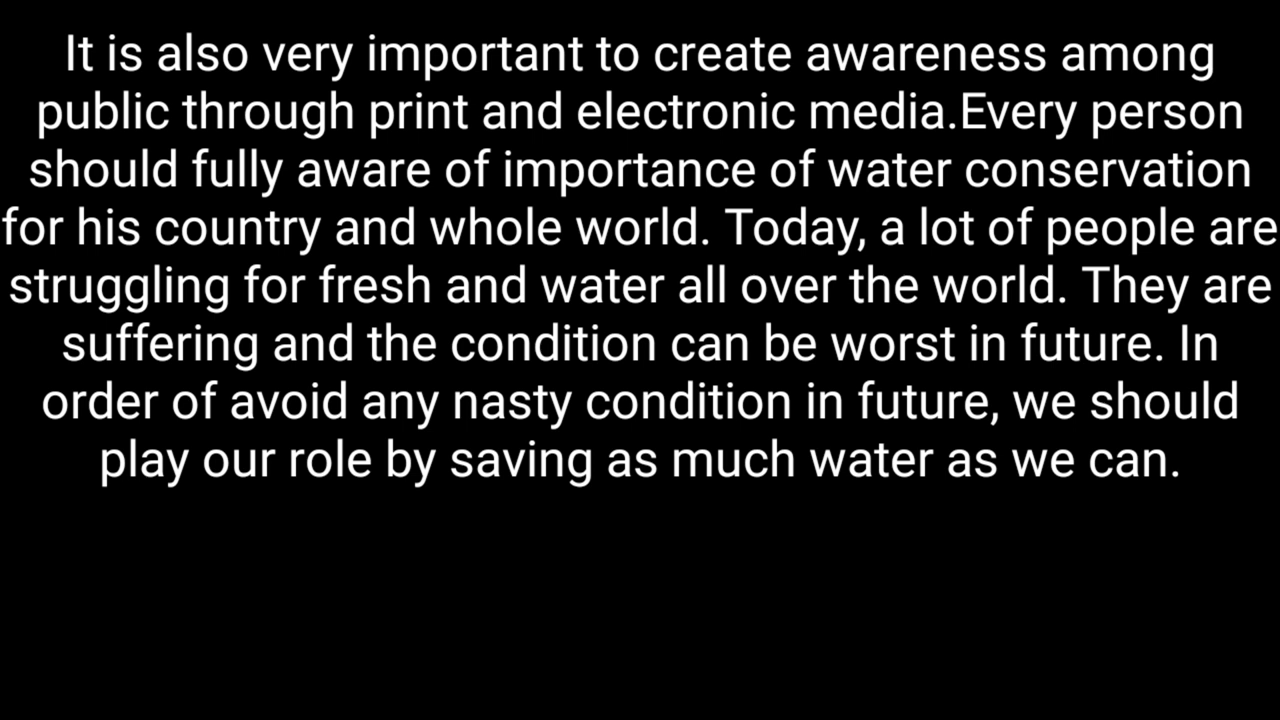 It is also very important to create awareness among
public through print and electronic media.Every person
should fully aware of importance of water conservation
for his country and whole world. Today, a lot of people are
struggling for fresh and water all over the world. They are
suffering and the condition can be worst in future. In
order of avoid any nasty condition in future, we should
play our role by saving as much water as we can.